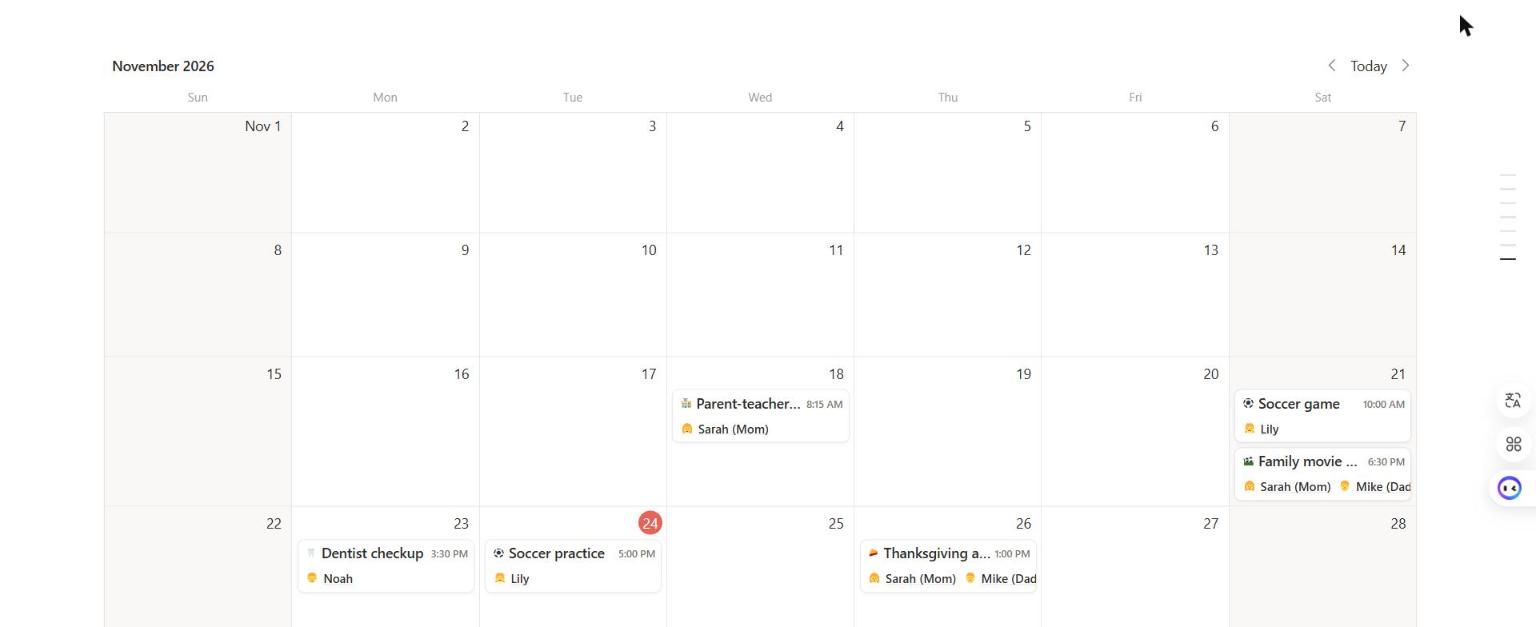 November 2026
Today
Sun Mon Tue Wed Thu Fri Sat
Nov 1 2 3 4 5 6 7
8 9 10 11 12 13 14
15 16 17 18 19 20 21
Parent-teacher... 8:15 AM
Sarah (Mom)
Soccer game 10:00 AM
Lily
Family movie ... 6:30 PM
Sarah (Mom) Mike (Dad
22 23 24 25 26 27 28
Dentist checkup 3:30 PM
Noah
Soccer practice 5:00 PM
Lily
Thanksgiving a... 1:00 PM
Sarah (Mom) Mike (Dad